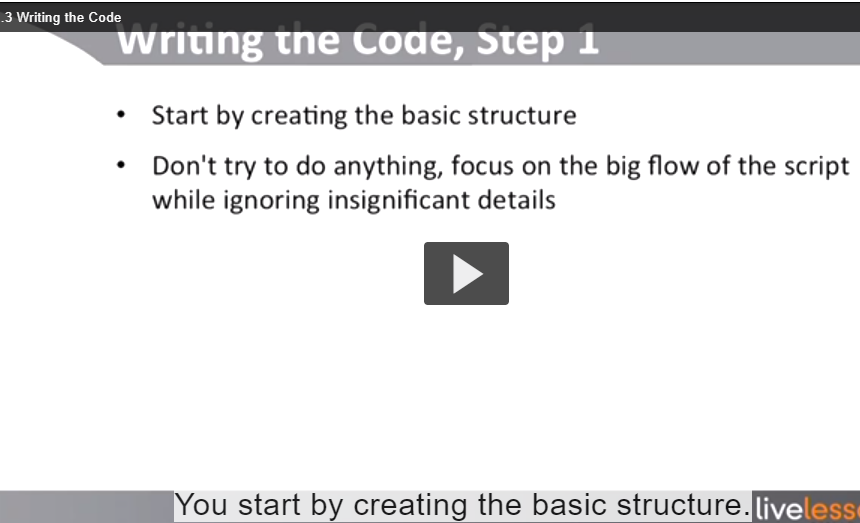 .3 Writing the Code
Writing the Code, Step 1
• Start by creating the basic structure
• Don't try to do anything, focus on the big flow of the script
while ignoring insignificant details
You start by creating the basic structure.
liveless